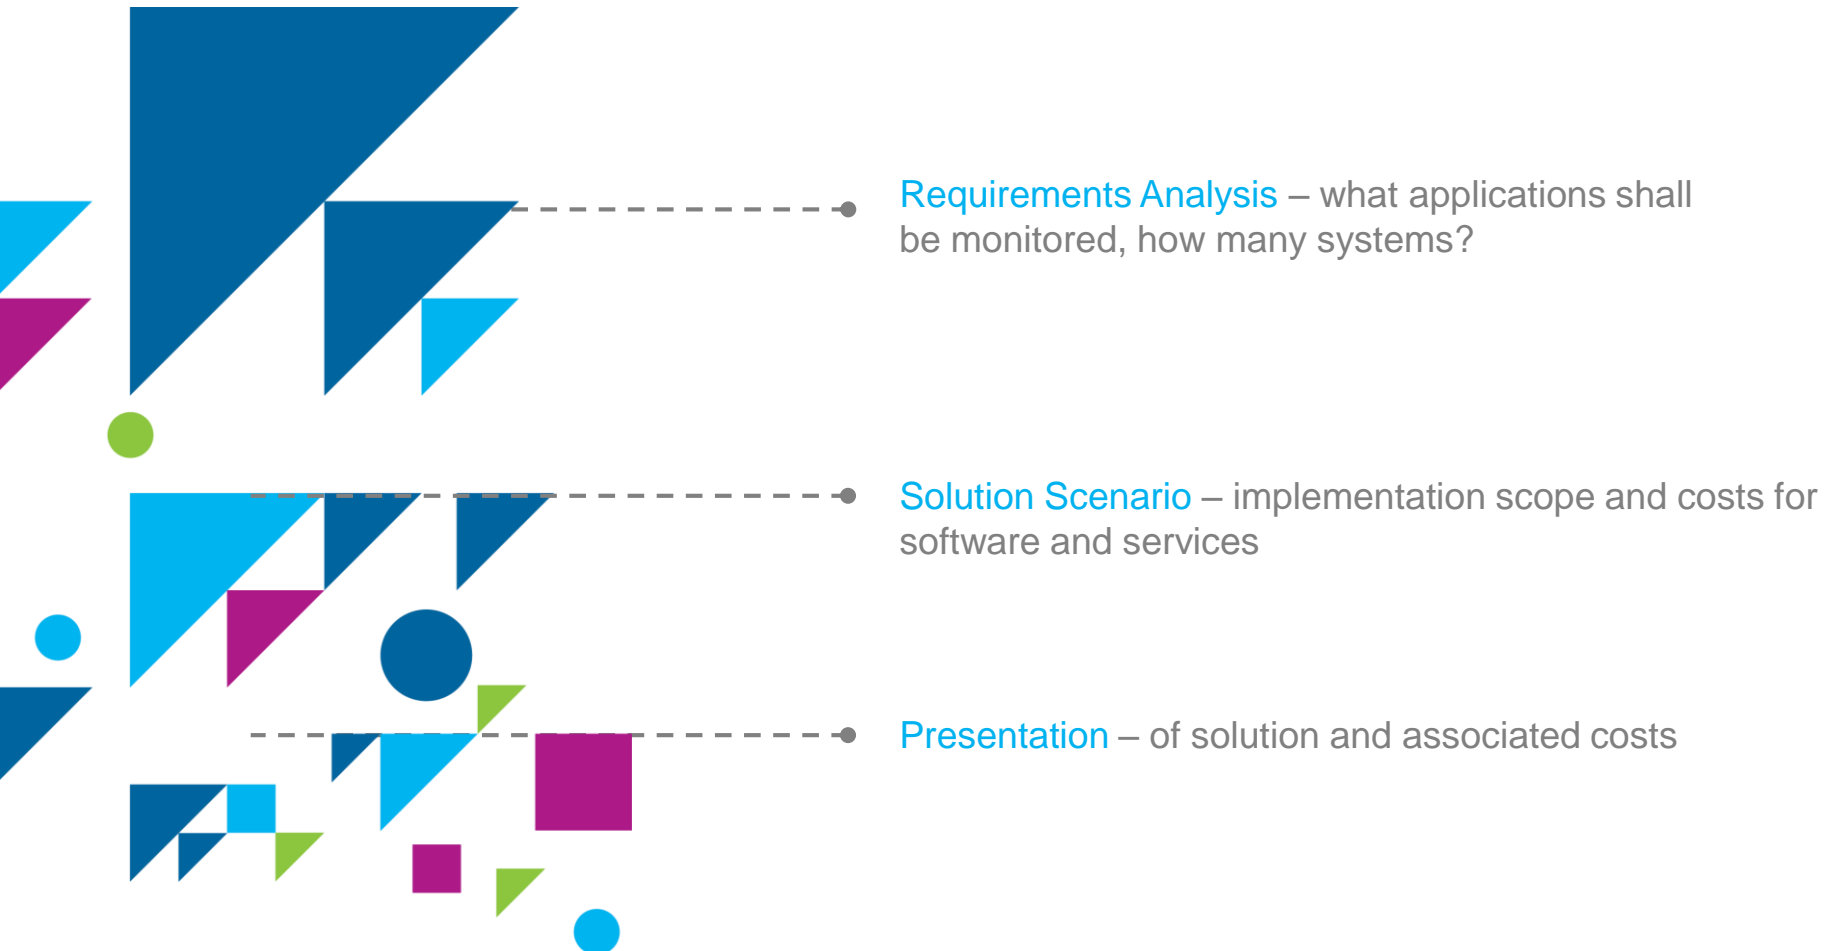 Requirements Analysis – what applications shall
be monitored, how many systems?
Solution Scenario – implementation scope and costs for
software and services
Presentation – of solution and associated costs